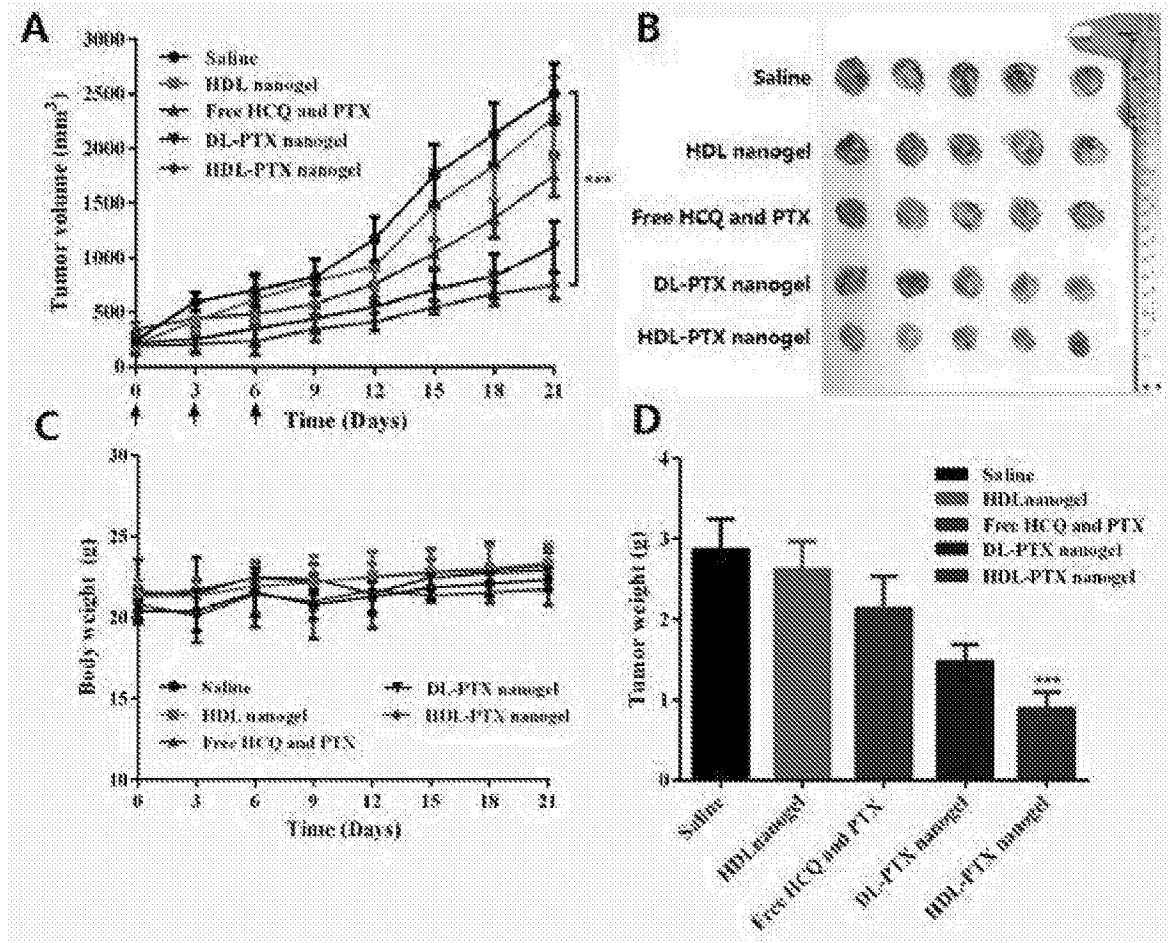 A
Tumor volume (mm³)
3000
2500
2000
1500
1000
500
0
Saline
HDL nanogel
Free HCQ and PTX
DL-PTX nanogel
HDL-PTX nanogel
***
0 3 6 9 12 15 18 21
Time (Days)
B
Saline
HDL nanogel
Free HCQ and PTX
DL-PTX nanogel
HDL-PTX nanogel
C
Body weight (g)
30
25
20
15
10
Saline
HDL nanogel
Free HCQ and PTX
DL-PTX nanogel
HDL-PTX nanogel
0 3 6 9 12 15 18 21
Time (Days)
D
Tumor weight (g)
4
3
2
1
0
Saline
HDLnanogel
Free HCQ and PTX
DL-PTX nanogel
HDL-PTX nanogel
***
Saline
HDLnanogel
Free HCQ and PTX
DL-PTX nanogel
HDL-PTX nanogel